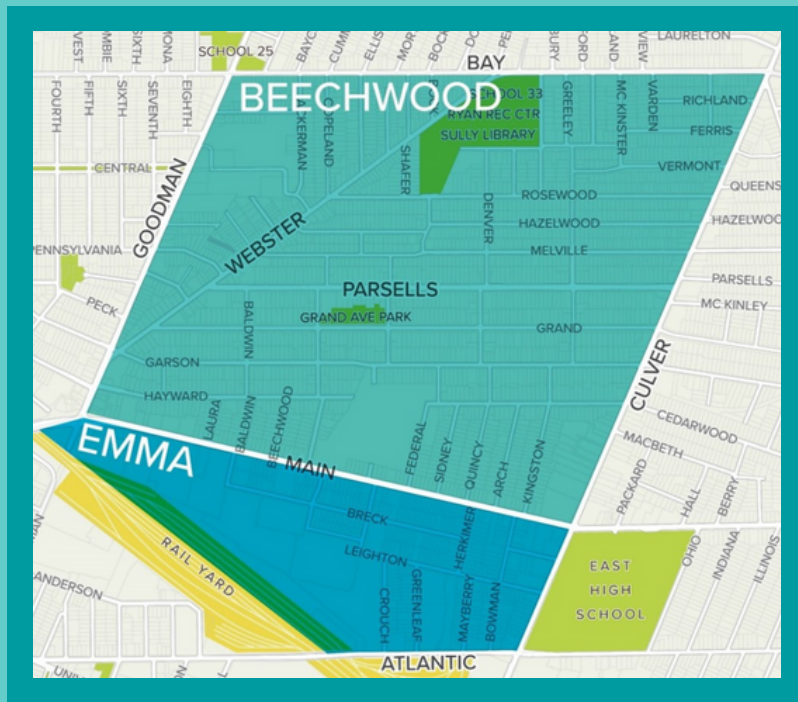 SCHOOL 25
LAURELTON
BAY
BEECHWOOD
SCHOOL 33
RYAN REC CTR
SULLY LIBRARY
FOURTH
FIFTH
SIXTH
SEVENTH
EIGHTH
ACKERMAN
COPELAND
SHAFER
GREELEY
MC KINSTER
VARDEN
RICHLAND
FERRIS
VERMONT
CENTRAL
GOODMAN
WEBSTER
DENVER
ROSEWOOD
HAZELWOOD
MELVILLE
QUEENS
HAZELWOO
PENNSYLVANIA
PECK
PARSELLS
PARSELLS
MC KINLEY
GRAND AVE PARK
GRAND
BALDWIN
GARSON
HAYWARD
CULVER
LAURA
BALDWIN
BEECHWOOD
CEDARWOOD
MACBETH
EMMA
MAIN
FEDERAL
SIDNEY
QUINCY
ARCH
KINGSTON
PACKARD
HALL
BERRY
BRECK
HERKIMER
LEIGHTON
RAIL YARD
CROUCH
GREENLEAF
MAYBERRY
BOWMAN
EAST
HIGH
SCHOOL
OHIO
INDIANA
ILLINOIS
ANDERSON
ATLANTIC